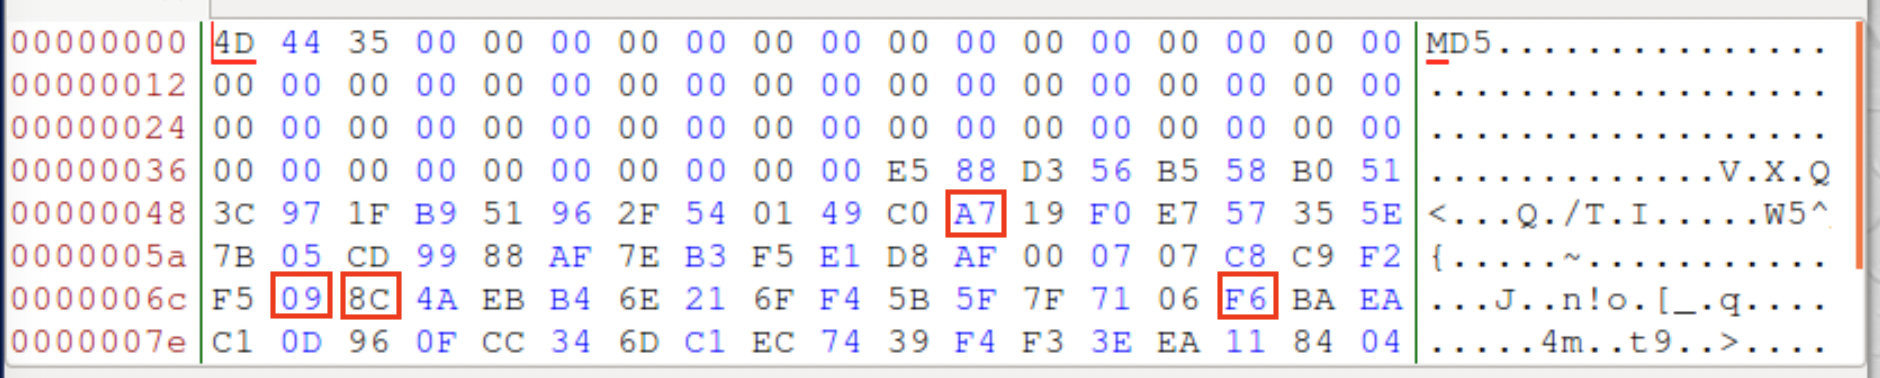 00000000 4D 44 35 00 00 00 00 00 00 00 00 00 00 00 00 00 00 00 MD5...............
00000012 00 00 00 00 00 00 00 00 00 00 00 00 00 00 00 00 00 00 ..................
00000024 00 00 00 00 00 00 00 00 00 00 00 00 00 00 00 00 00 00 ..................
00000036 00 00 00 00 00 00 00 00 00 00 E5 88 D3 56 B5 58 B0 51 .............V.X.Q
00000048 3C 97 1F B9 51 96 2F 54 01 49 C0 A7 19 F0 E7 57 35 5E <...Q./T.I.....W5^
0000005a 7B 05 CD 99 88 AF 7E B3 F5 E1 D8 AF 00 07 07 C8 C9 F2 {.....~...........
0000006c F5 09 8C 4A EB B4 6E 21 6F F4 5B 5F 7F 71 06 F6 BA EA ...J..n!o.[_.q....
0000007e C1 0D 96 0F CC 34 6D C1 EC 74 39 F4 F3 3E EA 11 84 04 .....4m..t9..>....